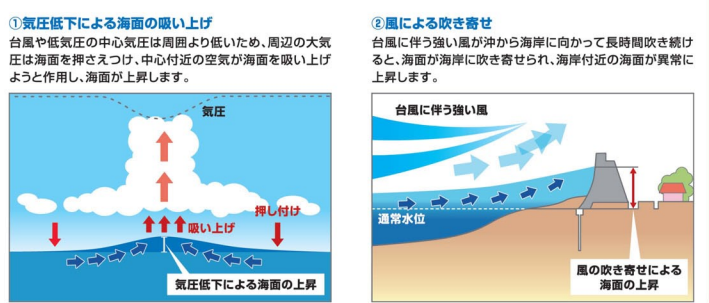 ①気圧低下による海面の吸い上げ
台風や低気圧の中心気圧は周囲より低いため、周辺の大気
圧は海面を押さえつけ、中心付近の空気が海面を吸い上げ
ようと作用し、海面が上昇します。
気圧
押し付け
吸い上げ
気圧低下による海面の上昇
②風による吹き寄せ
台風に伴う強い風が沖から海岸に向かって長時間吹き続け
ると、海面が海岸に吹き寄せられ、海岸付近の海面が異常に
上昇します。
台風に伴う強い風
通常水位
風の吹き寄せによる
海面の上昇